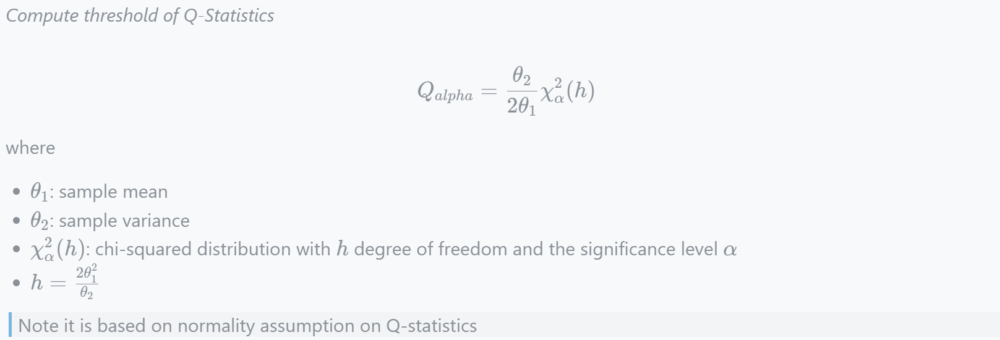 Compute threshold of Q-Statistics
$Q_{alpha} = \frac{\theta_2}{2\theta_1}\chi^2_{\alpha}(h)$
where
• $\theta_1$: sample mean
• $\theta_2$: sample variance
• $\chi^2_{\alpha}(h)$: chi-squared distribution with $h$ degree of freedom and the significance level $\alpha$
• $h = \frac{2\theta_1^2}{\theta_2}$
Note it is based on normality assumption on Q-statistics